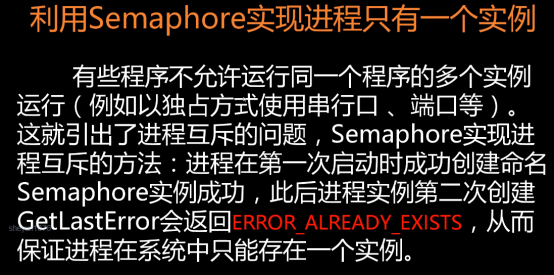 利用Semaphore实现进程只有一个实例
有些程序不允许运行同一个程序的多个实例
运行（例如以独占方式使用串行口 、端口等）。
这就引出了进程互斥的问题，Semaphore实现进
程互斥的方法：进程在第一次启动时成功创建命名
Semaphore实例成功，此后进程实例第二次创建
GetLastError会返回ERROR_ALREADY_EXISTS，从而
保证进程在系统中只能存在一个实例。